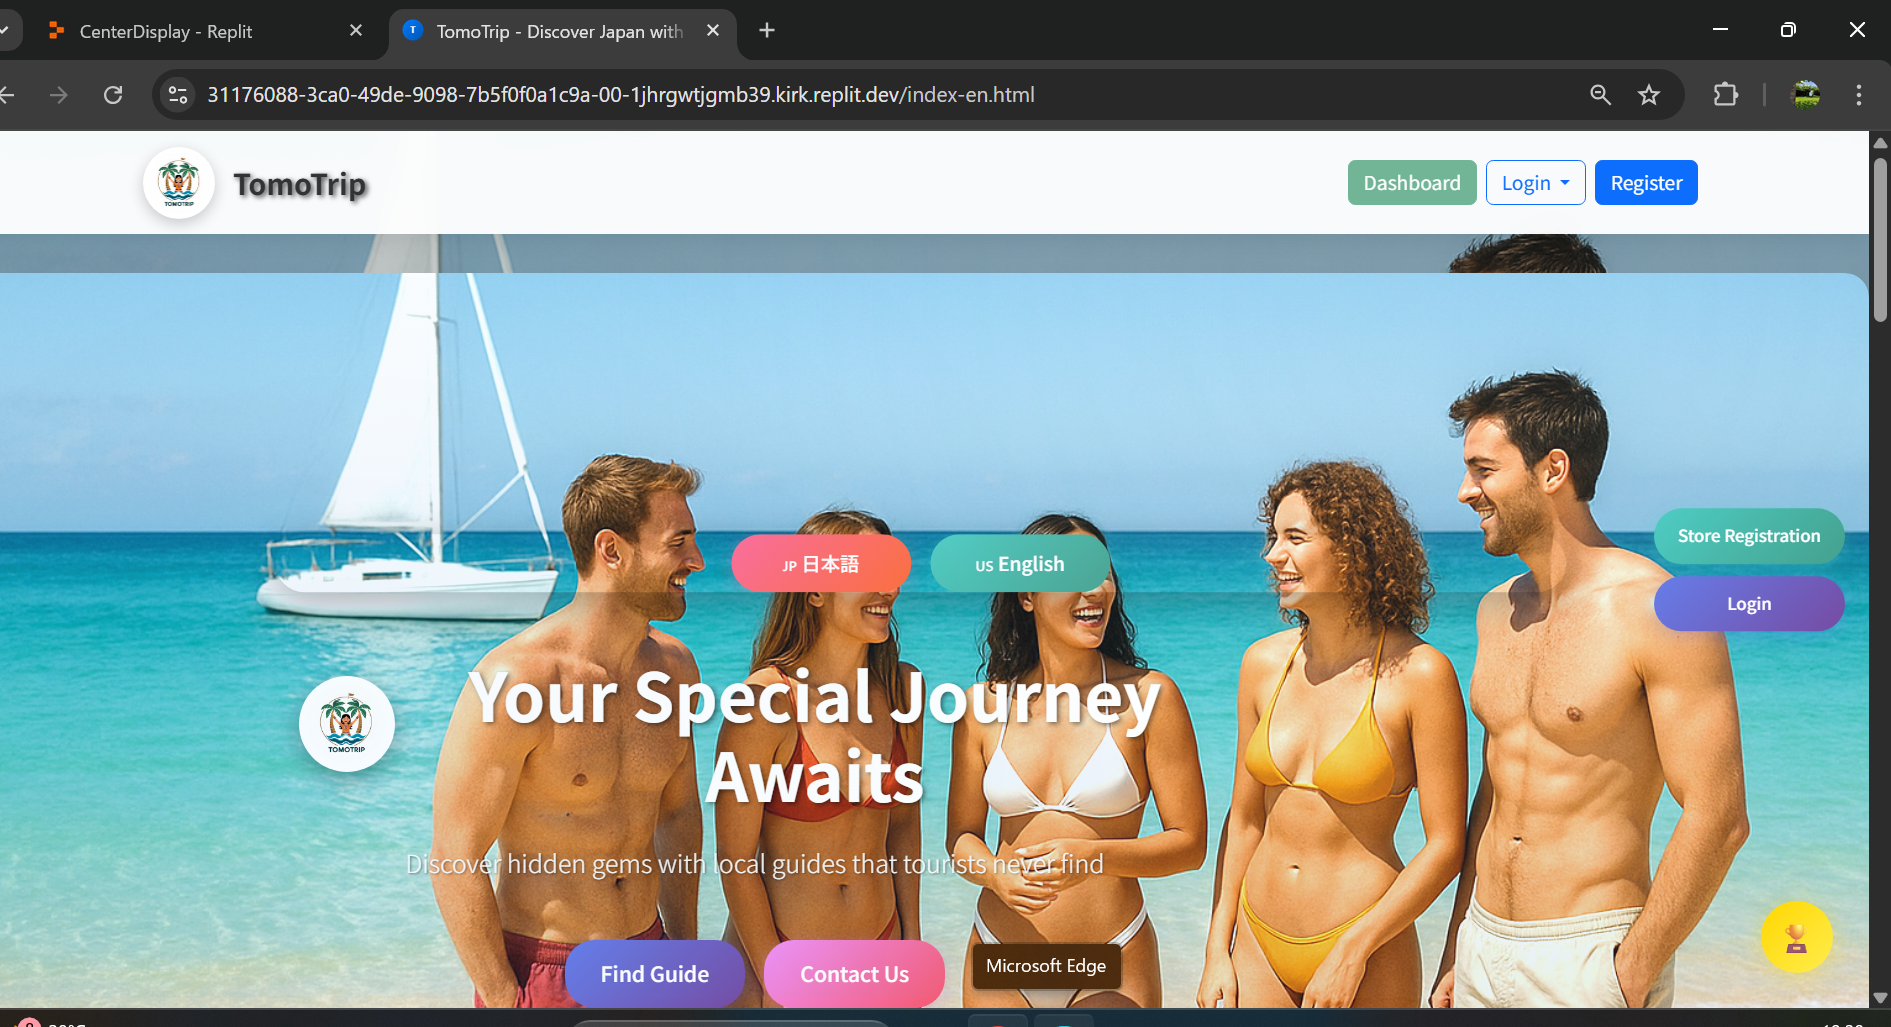 CenterDisplay - Replit
T
TomoTrip - Discover Japan with
31176088-3ca0-49de-9098-7b5f0f0a1c9a-00-1jhrgwtjgmb39.kirk.replit.dev/index-en.html
TOMOTRIP
TomoTrip
Dashboard
Login
Register
JP 日本語
US English
Store Registration
Login
TOMOTRIP
Your Special Journey
Awaits
Discover hidden gems with local guides that tourists never find
Find Guide
Contact Us
Microsoft Edge